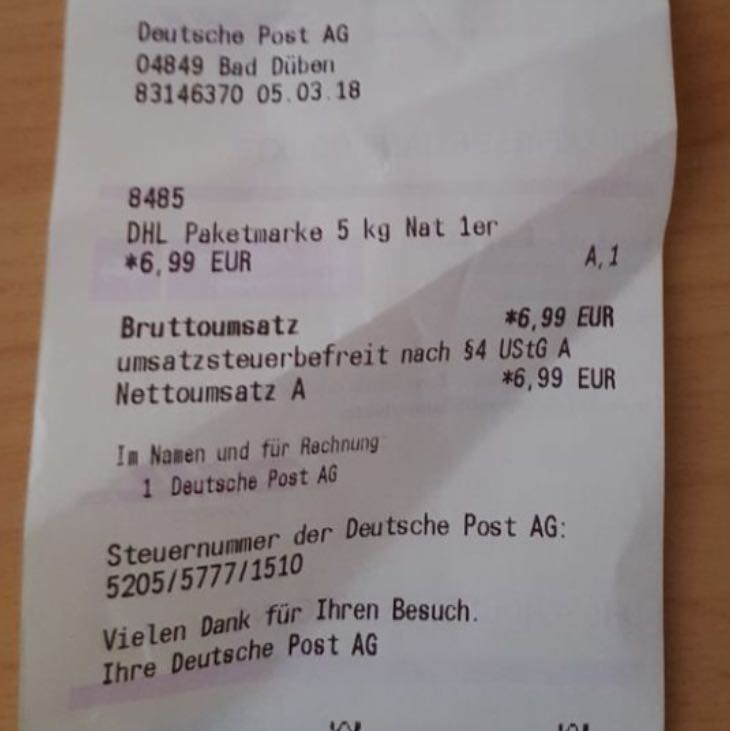 Deutsche Post AG
04849 Bad Düben
83146370 05.03.18
8485
DHL Paketmarke 5 kg Nat 1er
*6,99 EUR A,1
Bruttoumsatz *6,99 EUR
umsatzsteuerbefreit nach §4 UStG A
Nettoumsatz A *6,99 EUR
Im Namen und für Rechnung
1 Deutsche Post AG
Steuernummer der Deutsche Post AG:
5205/5777/1510
Vielen Dank für Ihren Besuch.
Ihre Deutsche Post AG